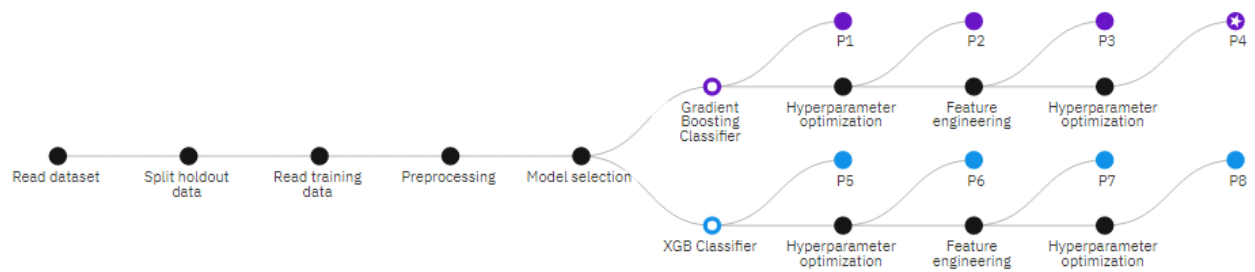 P1
P2
P3
P4
Gradient
Boosting
Classifier
Hyperparameter
optimization
Feature
engineering
Hyperparameter
optimization
Read dataset
Split holdout
data
Read training
data
Preprocessing
Model selection
P5
P6
P7
P8
XGB Classifier
Hyperparameter
optimization
Feature
engineering
Hyperparameter
optimization